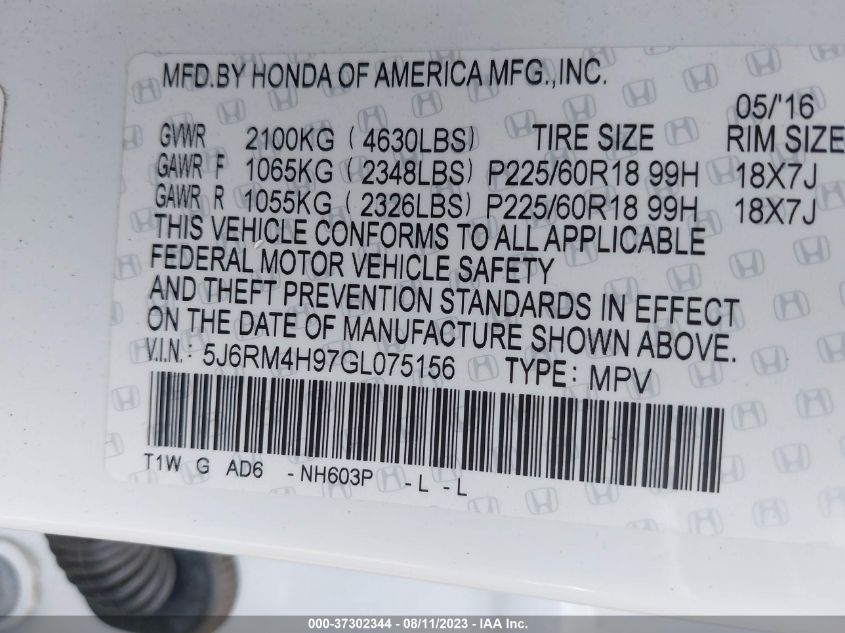 MFD.BY HONDA OF AMERICA MFG.,INC.
05/'16
GVWR 2100KG ( 4630LBS) TIRE SIZE RIM SIZE
GAWR F 1065KG ( 2348LBS) P225/60R18 99H 18X7J
GAWR R 1055KG ( 2326LBS) P225/60R18 99H 18X7J
THIS VEHICLE CONFORMS TO ALL APPLICABLE
FEDERAL MOTOR VEHICLE SAFETY
AND THEFT PREVENTION STANDARDS IN EFFECT
ON THE DATE OF MANUFACTURE SHOWN ABOVE.
V.I.N.: 5J6RM4H97GL075156 TYPE: MPV
T1W G AD6 -NH603P -L -L
000-37302344 - 08/11/2023 - IAA Inc.